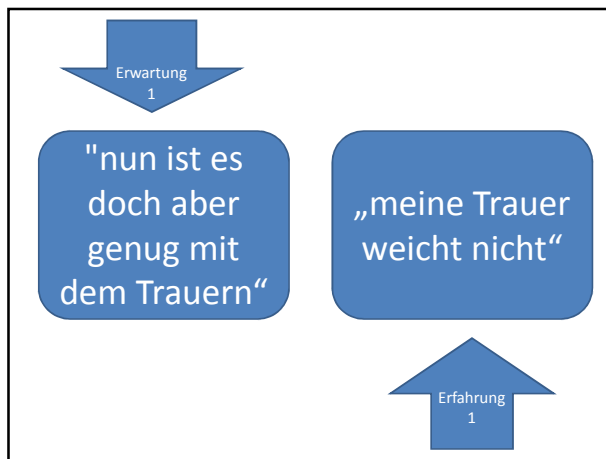 Erwartung
1
"nun ist es
doch aber
genug mit
dem Trauern“
„meine Trauer
weicht nicht“
Erfahrung
1